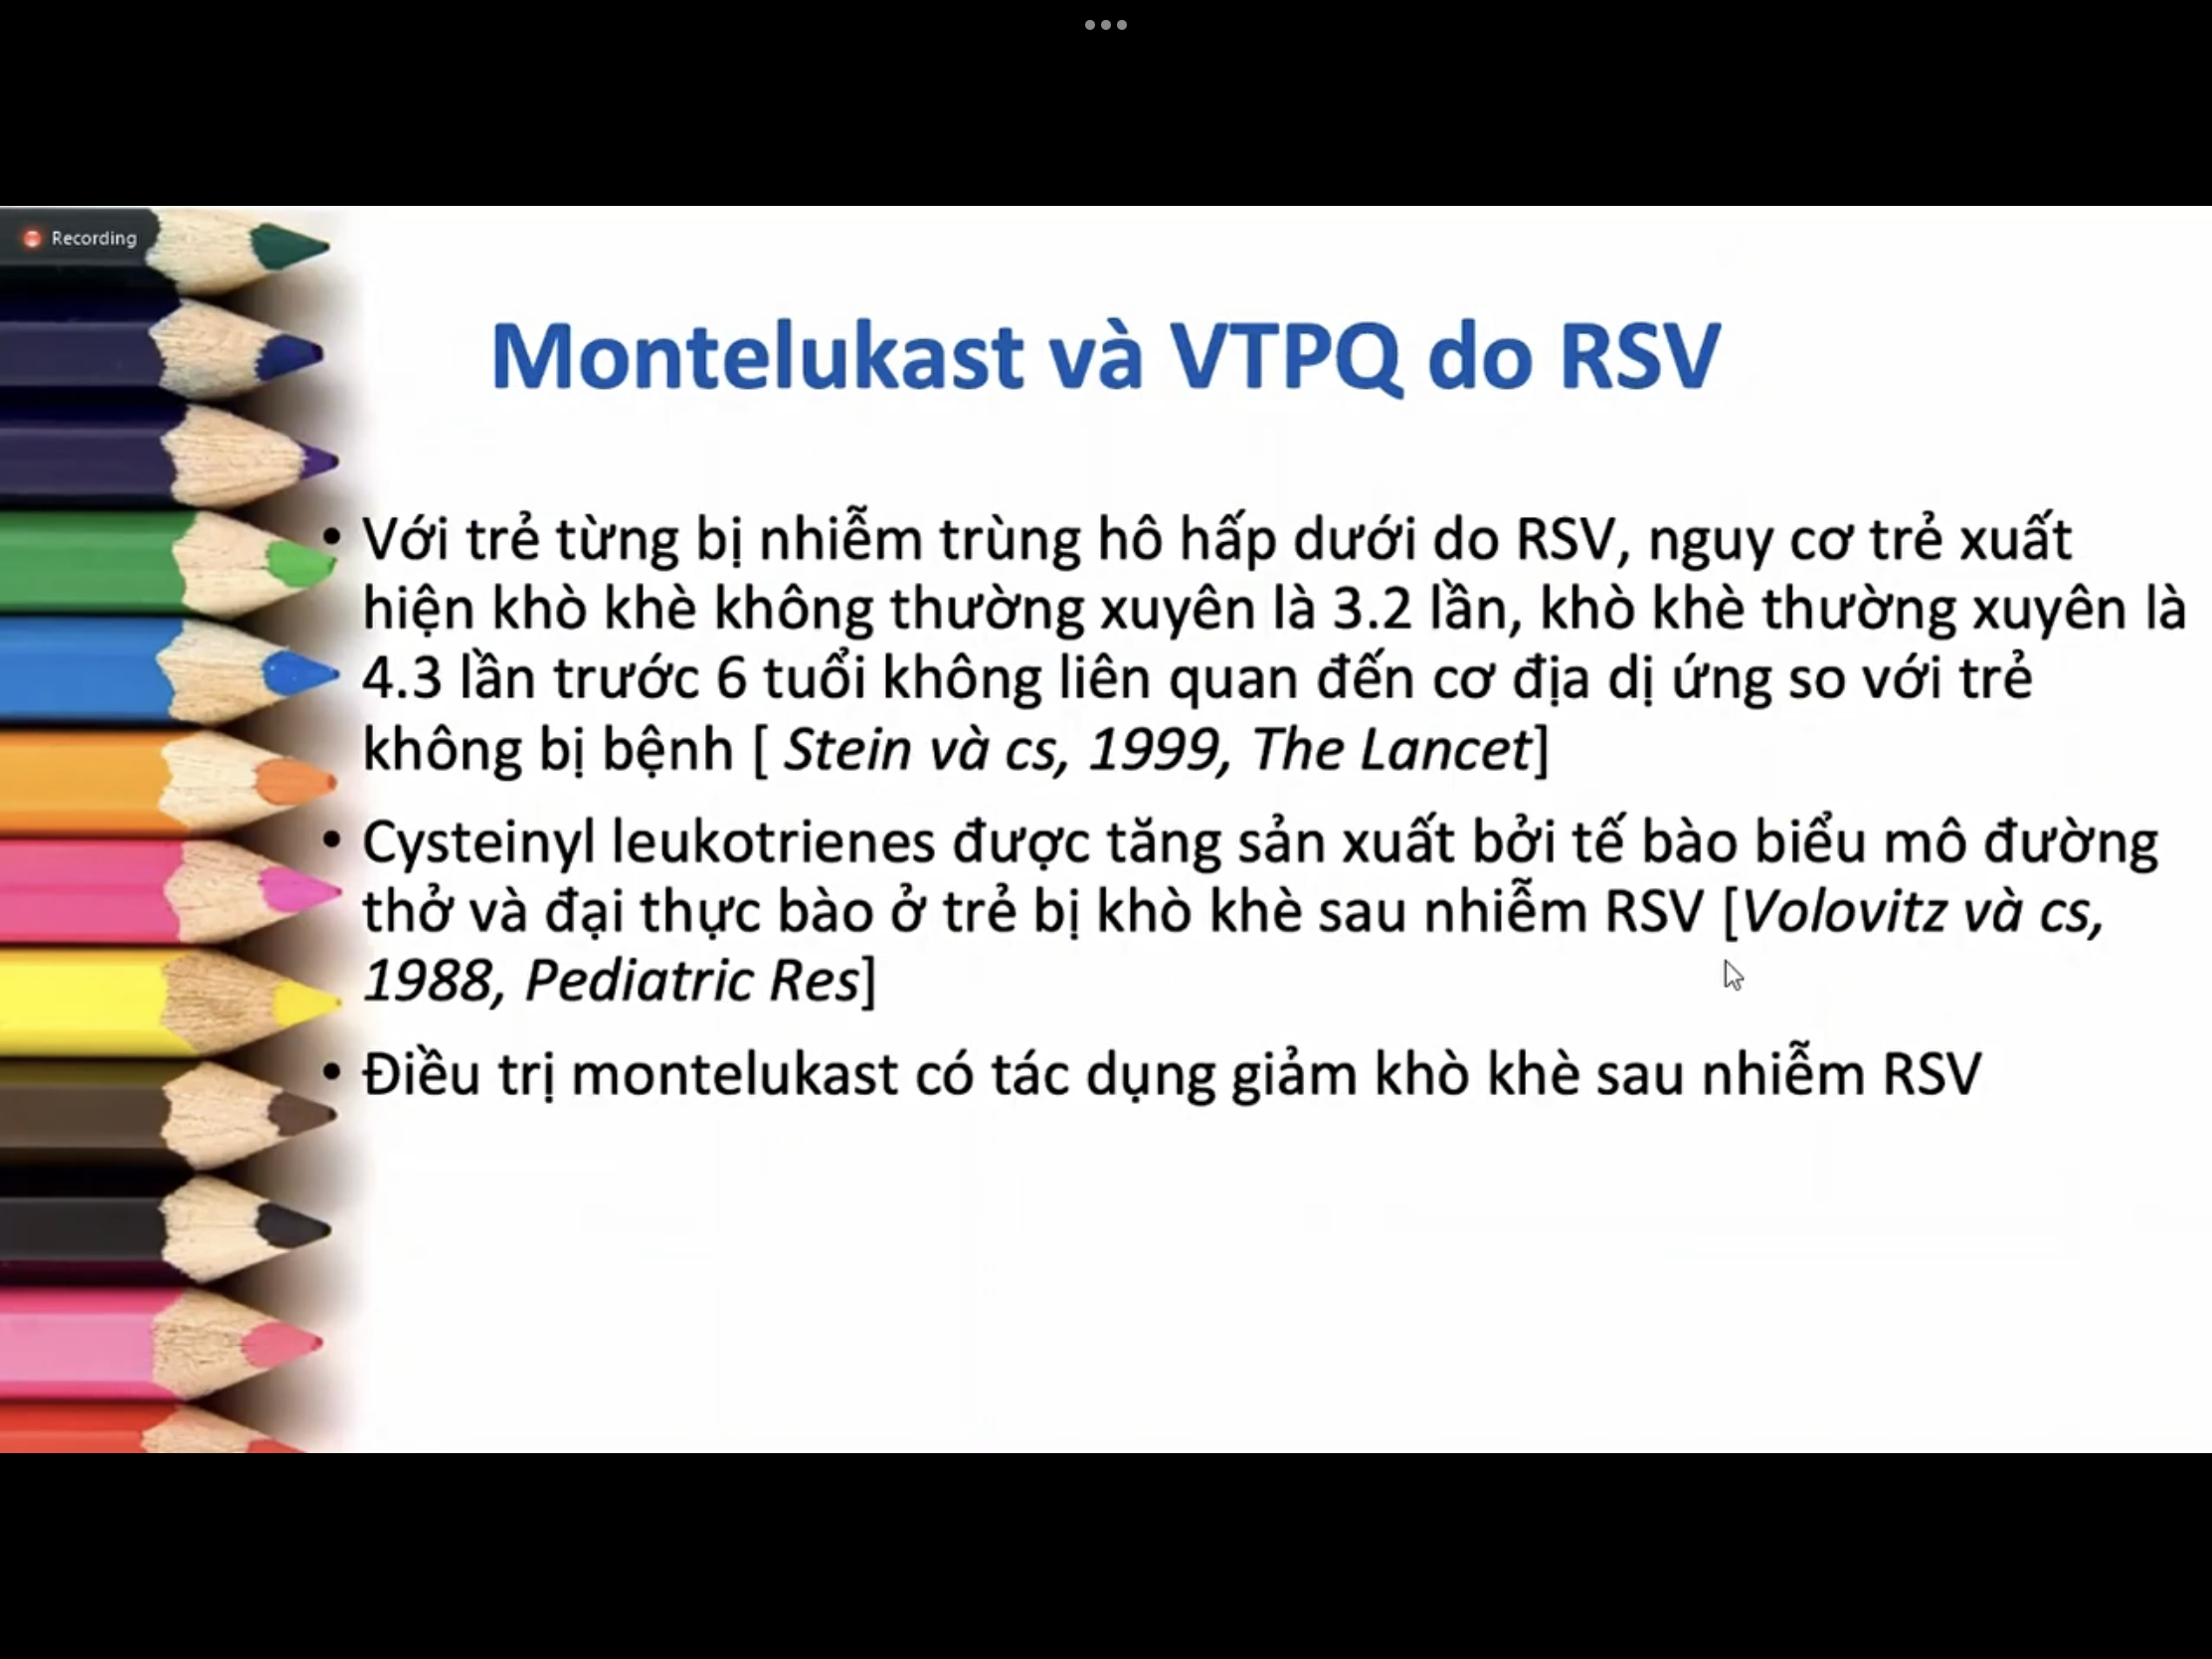 Recording
Montelukast và VTPQ do RSV
• Với trẻ từng bị nhiễm trùng hô hấp dưới do RSV, nguy cơ trẻ xuất
hiện khò khè không thường xuyên là 3.2 lần, khò khè thường xuyên là
4.3 lần trước 6 tuổi không liên quan đến cơ địa dị ứng so với trẻ
không bị bệnh [ Stein và cs, 1999, The Lancet]
• Cysteinyl leukotrienes được tăng sản xuất bởi tế bào biểu mô đường
thở và đại thực bào ở trẻ bị khò khè sau nhiễm RSV [Volovitz và cs,
1988, Pediatric Res]
• Điều trị montelukast có tác dụng giảm khò khè sau nhiễm RSV